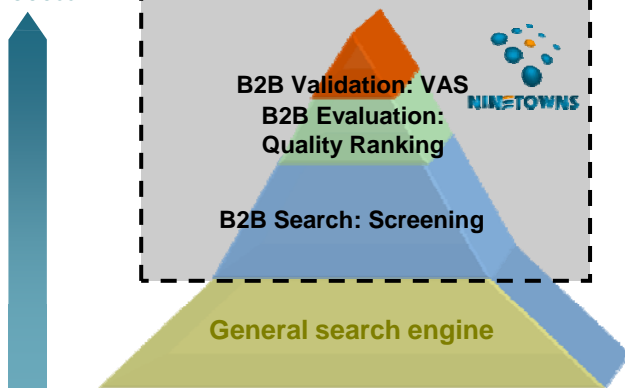 B2B Validation: VAS
B2B Evaluation:
Quality Ranking
NINETOWNS
B2B Search: Screening
General search engine